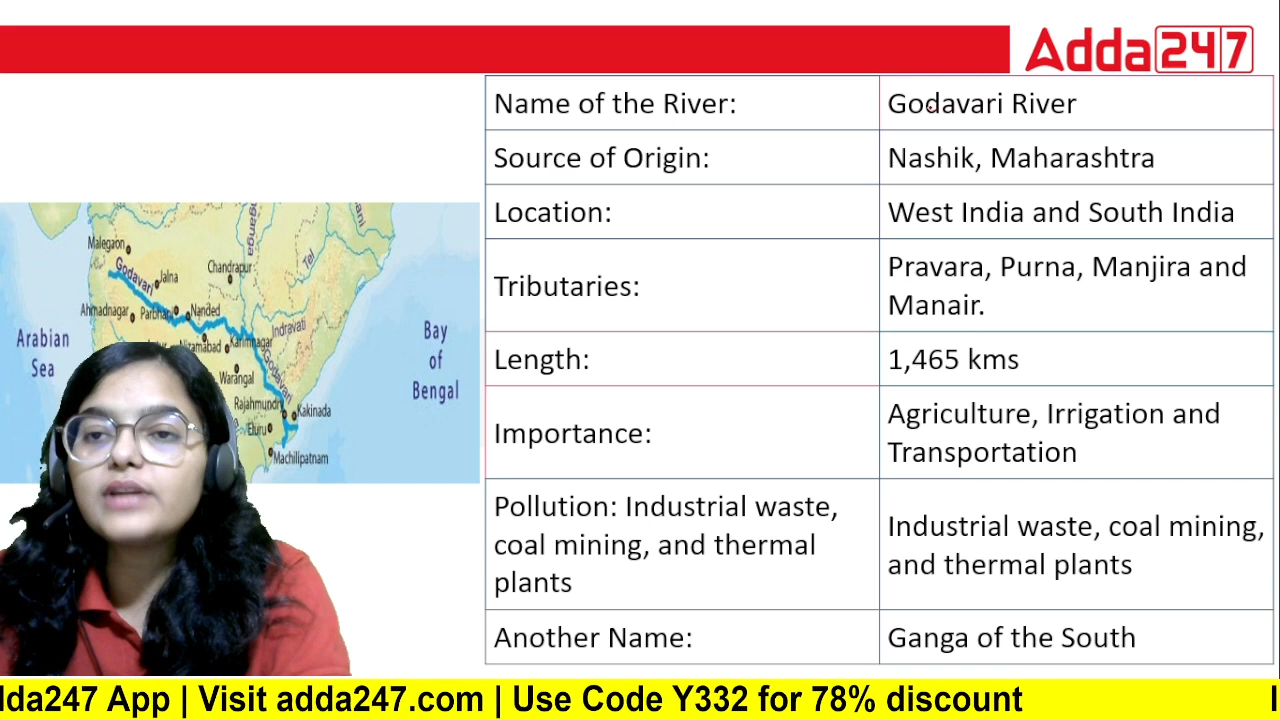 Adda247
Name of the River:
Godavari River
Source of Origin:
Nashik, Maharashtra
Location:
West India and South India
Tributaries:
Pravara, Purna, Manjira and
Manair.
Length:
1,465 kms
Importance:
Agriculture, Irrigation and
Transportation
Pollution: Industrial waste,
coal mining, and thermal
plants
Industrial waste, coal mining,
and thermal plants
Another Name:
Ganga of the South
Malegaon
Godavari
Jalna
Chandrapur
Tel
Ahmadnagar
Parbhani
Nanded
Indravati
Nizamabad
Karimnagar
Arabian
Sea
Bay
of
Bengal
Godavari
Warangal
Rajahmundry
Kakinada
Eluru
Machilipatnam
dda247 App | Visit adda247.com | Use Code Y332 for 78% discount